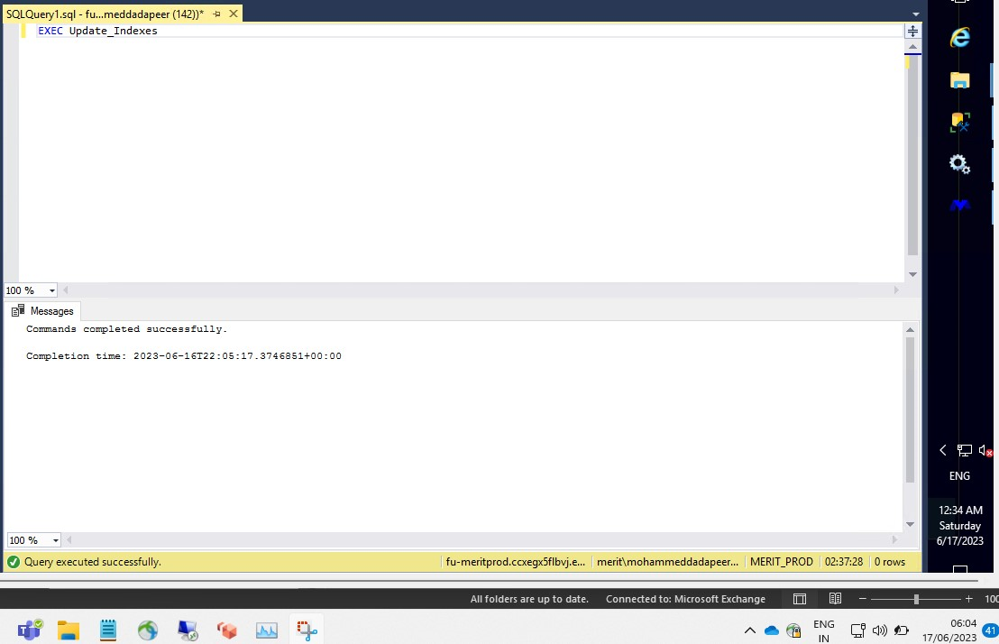 SQLQuery1.sql - fu...meddadapeer (142))*
EXEC Update_Indexes
100 %
Messages
Commands completed successfully.
Completion time: 2023-06-16T22:05:17.3746851+00:00
100 %
Query executed successfully.
fu-meritprod.ccxegx5flbvj.e...
merit\mohammeddadapeer...
MERIT_PROD
02:37:28
0 rows
ENG
12:34 AM
Saturday
6/17/2023
All folders are up to date.
Connected to: Microsoft Exchange
100
ENG
IN
06:04
17/06/2023
41